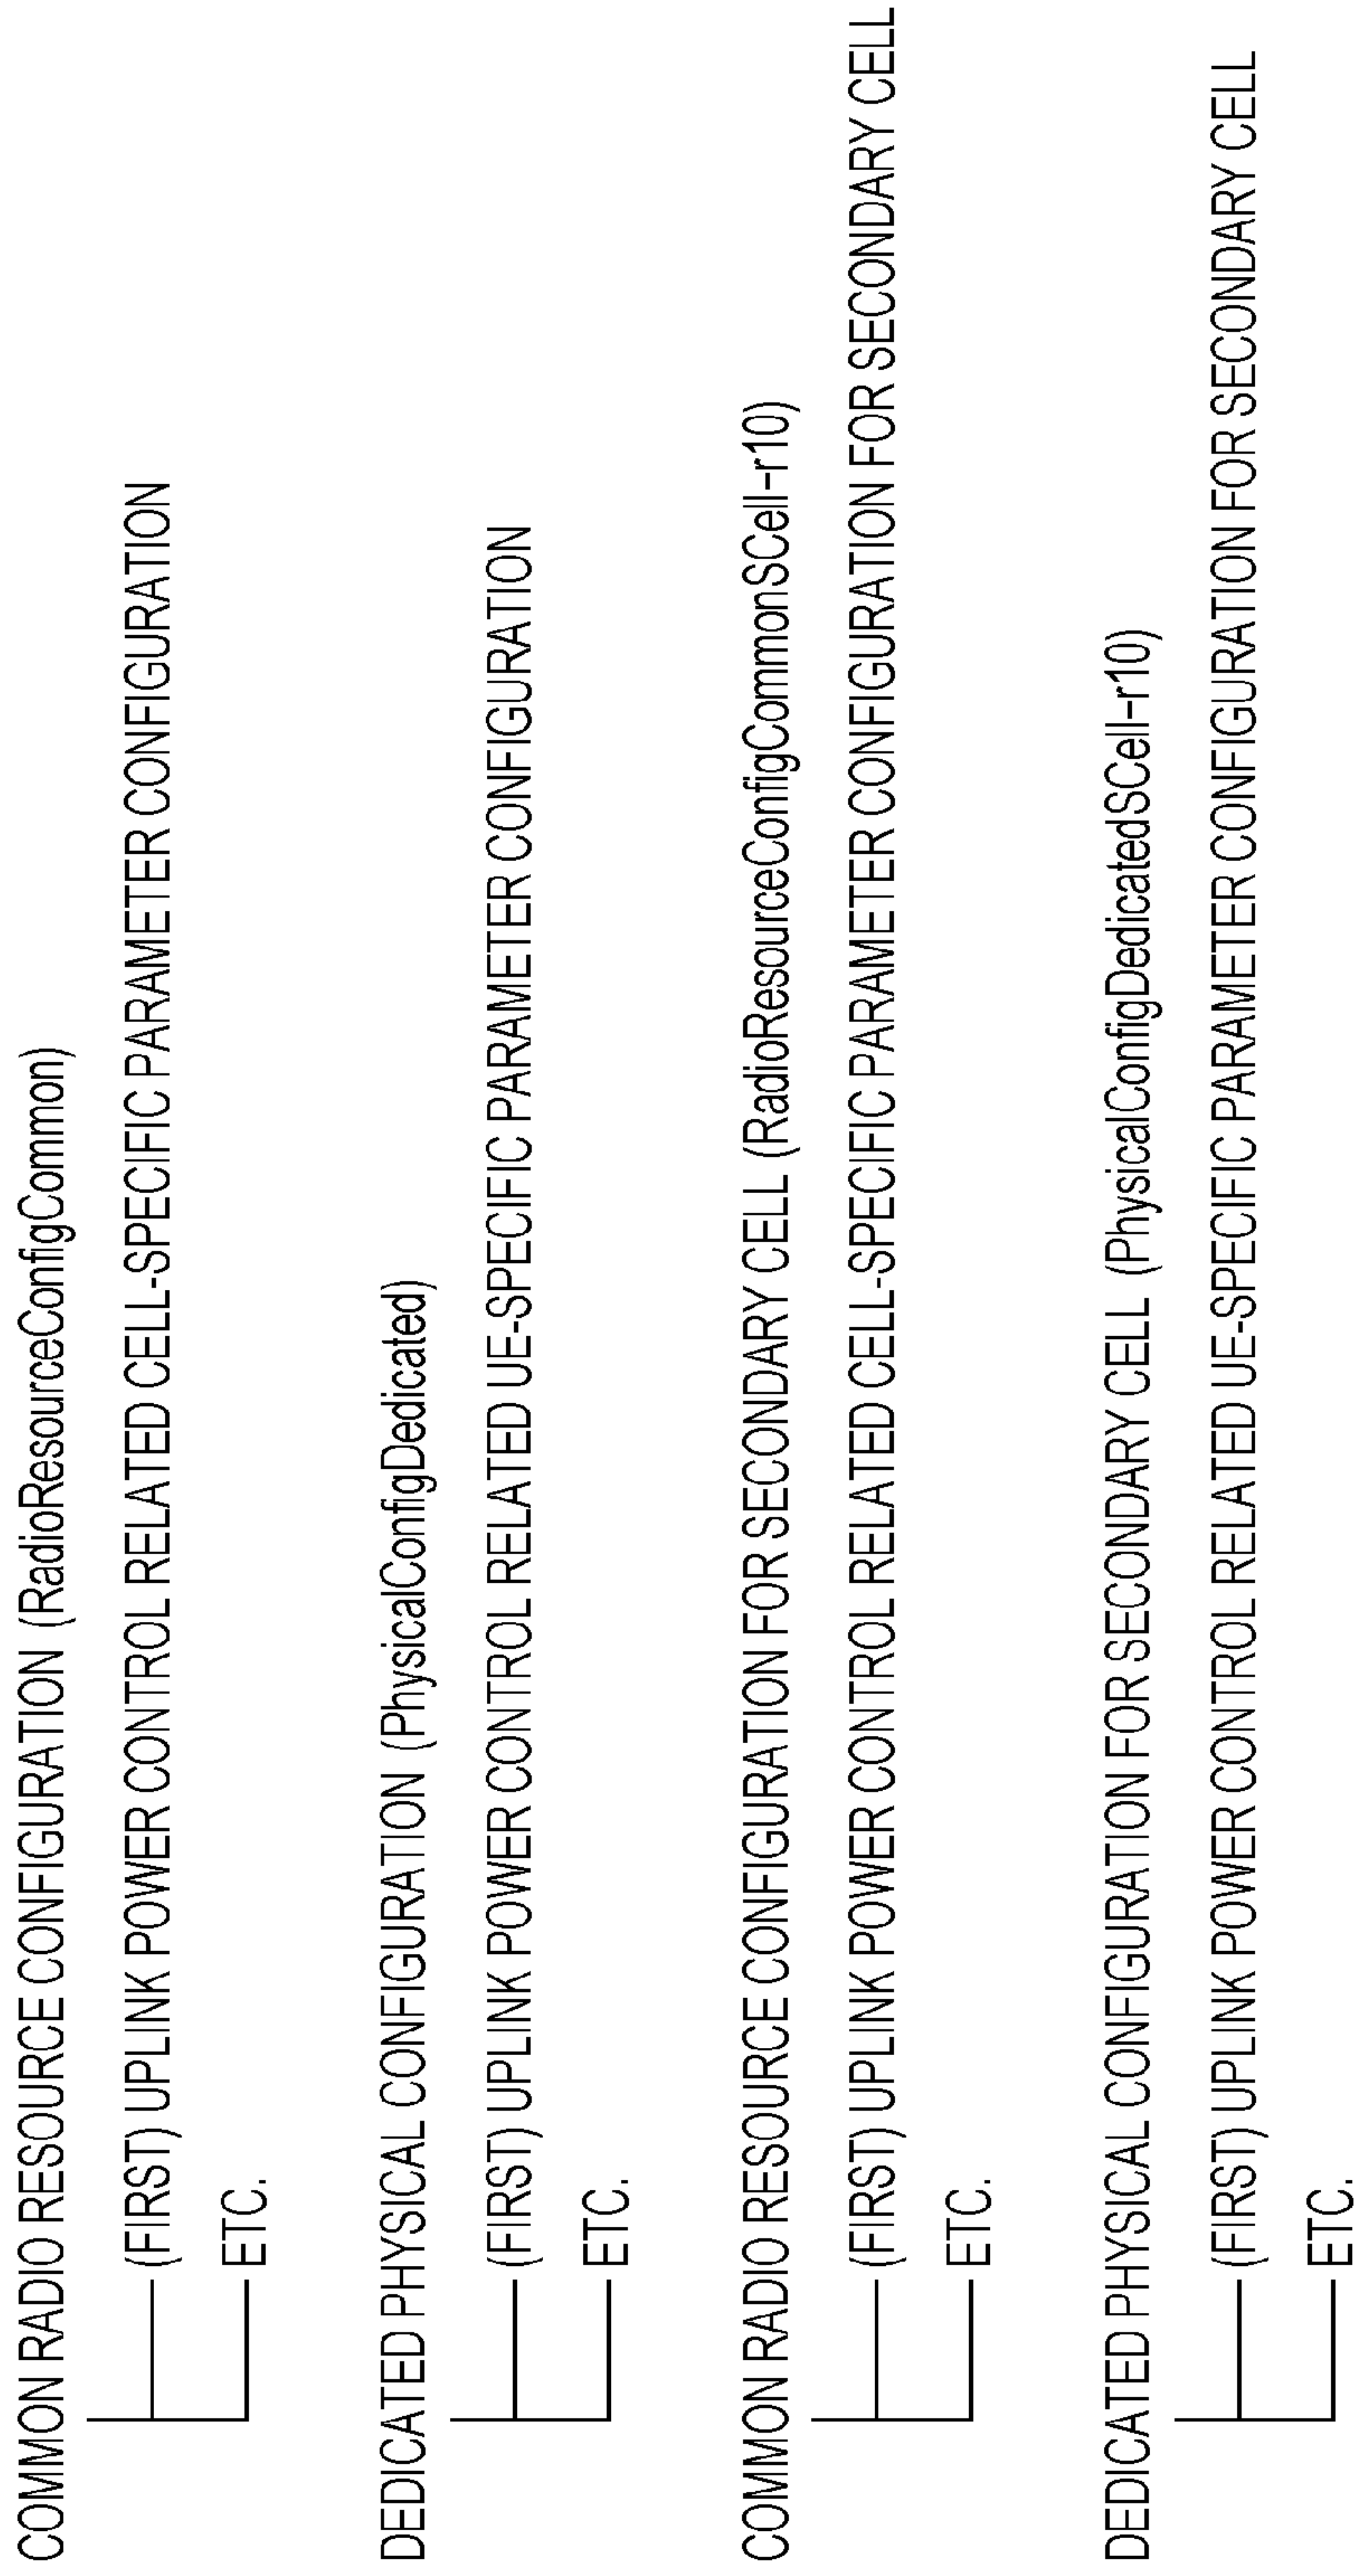 COMMON RADIO RESOURCE CONFIGURATION (RadioResourceConfigCommon)
(FIRST) UPLINK POWER CONTROL RELATED CELL-SPECIFIC PARAMETER CONFIGURATION
ETC.
DEDICATED PHYSICAL CONFIGURATION (PhysicalConfigDedicated)
(FIRST) UPLINK POWER CONTROL RELATED UE-SPECIFIC PARAMETER CONFIGURATION
ETC.
COMMON RADIO RESOURCE CONFIGURATION FOR SECONDARY CELL (RadioResourceConfigCommonSCell-r10)
(FIRST) UPLINK POWER CONTROL RELATED CELL-SPECIFIC PARAMETER CONFIGURATION FOR SECONDARY CELL
ETC.
DEDICATED PHYSICAL CONFIGURATION FOR SECONDARY CELL (PhysicalConfigDedicatedSCell-r10)
(FIRST) UPLINK POWER CONTROL RELATED UE-SPECIFIC PARAMETER CONFIGURATION FOR SECONDARY CELL
ETC.